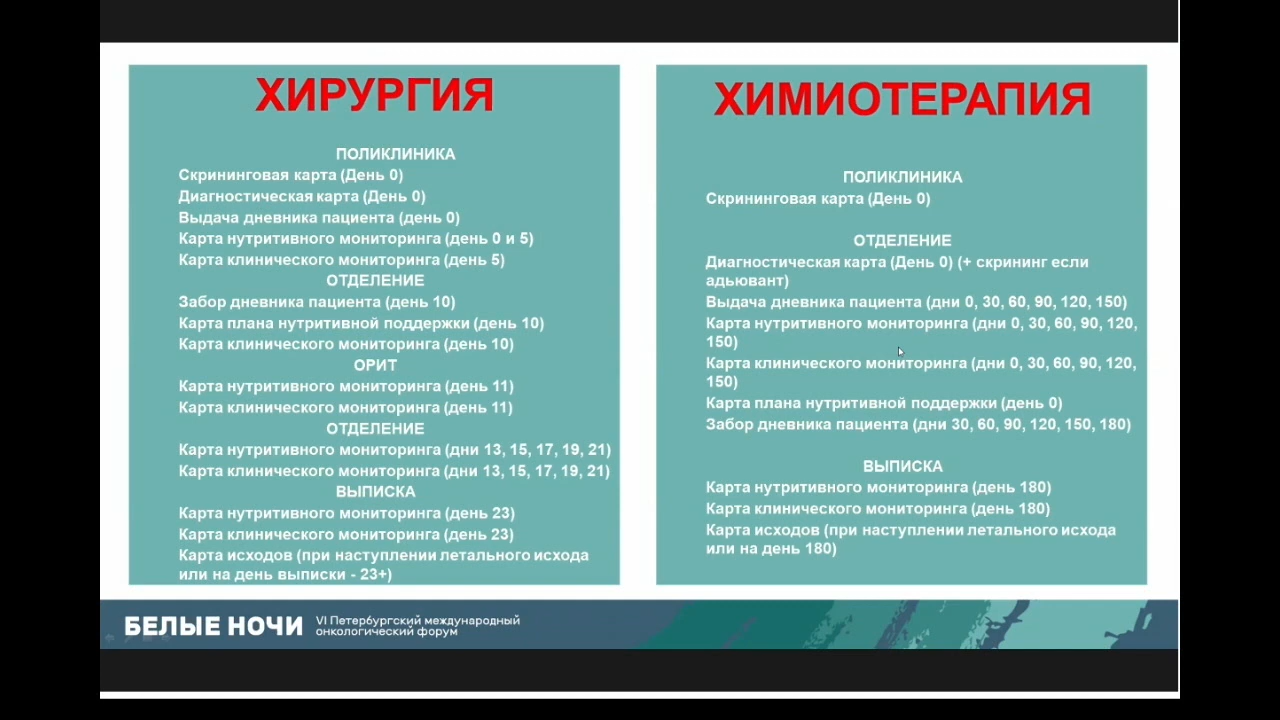 ХИРУРГИЯ
ПОЛИКЛИНИКА
Скрининговая карта (День 0)
Диагностическая карта (День 0)
Выдача дневника пациента (день 0)
Карта нутритивного мониторинга (день 0 и 5)
Карта клинического мониторинга (день 5)
ОТДЕЛЕНИЕ
Забор дневника пациента (день 10)
Карта плана нутритивной поддержки (день 10)
Карта клинического мониторинга (день 10)
ОРИТ
Карта нутритивного мониторинга (день 11)
Карта клинического мониторинга (день 11)
ОТДЕЛЕНИЕ
Карта нутритивного мониторинга (дни 13, 15, 17, 19, 21)
Карта клинического мониторинга (дни 13, 15, 17, 19, 21)
ВЫПИСКА
Карта нутритивного мониторинга (день 23)
Карта клинического мониторинга (день 23)
Карта исходов (при наступлении летального исхода
или на день выписки - 23+)
ХИМИОТЕРАПИЯ
ПОЛИКЛИНИКА
Скрининговая карта (День 0)
ОТДЕЛЕНИЕ
Диагностическая карта (День 0) (+ скрининг если
адьювант)
Выдача дневника пациента (дни 0, 30, 60, 90, 120, 150)
Карта нутритивного мониторинга (дни 0, 30, 60, 90, 120,
150)
Карта клинического мониторинга (дни 0, 30, 60, 90, 120,
150)
Карта плана нутритивной поддержки (день 0)
Забор дневника пациента (дни 30, 60, 90, 120, 150, 180)
ВЫПИСКА
Карта нутритивного мониторинга (день 180)
Карта клинического мониторинга (день 180)
Карта исходов (при наступлении летального исхода
или на день 180)
БЕЛЫЕ НОЧИ
VI Петербургский международный
онкологический форум